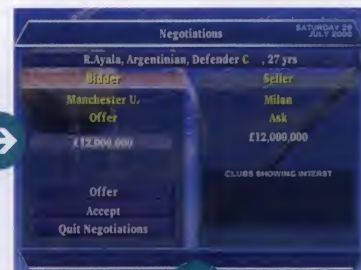 Negotiations
SATURDAY 29
JULY 2000
R.Ayala, Argentinian, Defender C , 27 yrs
Bidder
Seller
Manchester U.
Milan
Offer
Ask
£12,000,000
£12,000,000
CLUBS SHOWING INTERST
Offer
Accept
Quit Negotiations